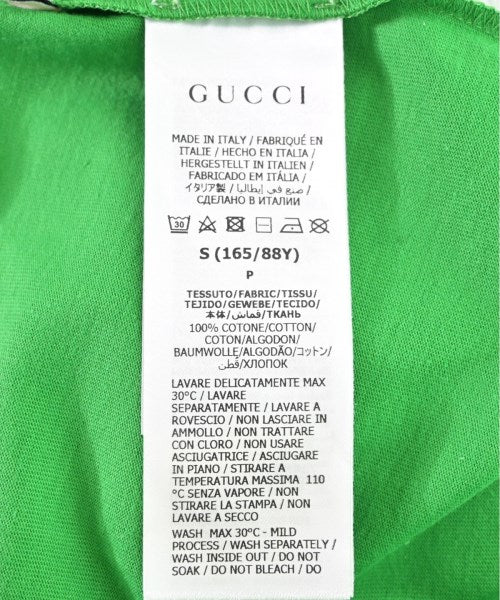 GUCCI
MADE IN ITALY / FABRIQUÉ EN
ITALIE / HECHO EN ITALIA /
HERGESTELLT IN ITALIEN /
FABRICADO EM ITÁLIA /
イタリア製 / صنع في إيطاليا /
СДЕЛАНО В ИТАЛИИ
30
S (165/88Y)
P
TESSUTO/FABRIC/TISSU/
TEJIDO/GEWEBE/TECIDO/
本体/قماش/ТКАНЬ
100% COTONE/COTTON/
COTON/ALGODON/
BAUMWOLLE/ALGODÃO/コットン/
قطن/ХЛОПОК
LAVARE DELICATAMENTE MAX
30°C / LAVARE
SEPARATAMENTE / LAVARE A
ROVESCIO / NON LASCIARE IN
AMMOLLO / NON TRATTARE
CON CLORO / NON USARE
ASCIUGATRICE / ASCIUGARE
IN PIANO / STIRARE A
TEMPERATURA MASSIMA 110
°C SENZA VAPORE / NON
STIRARE LA STAMPA / NON
LAVARE A SECCO
WASH MAX 30°C - MILD
PROCESS / WASH SEPARATELY
/ WASH INSIDE OUT / DO NOT
SOAK / DO NOT BLEACH / DO